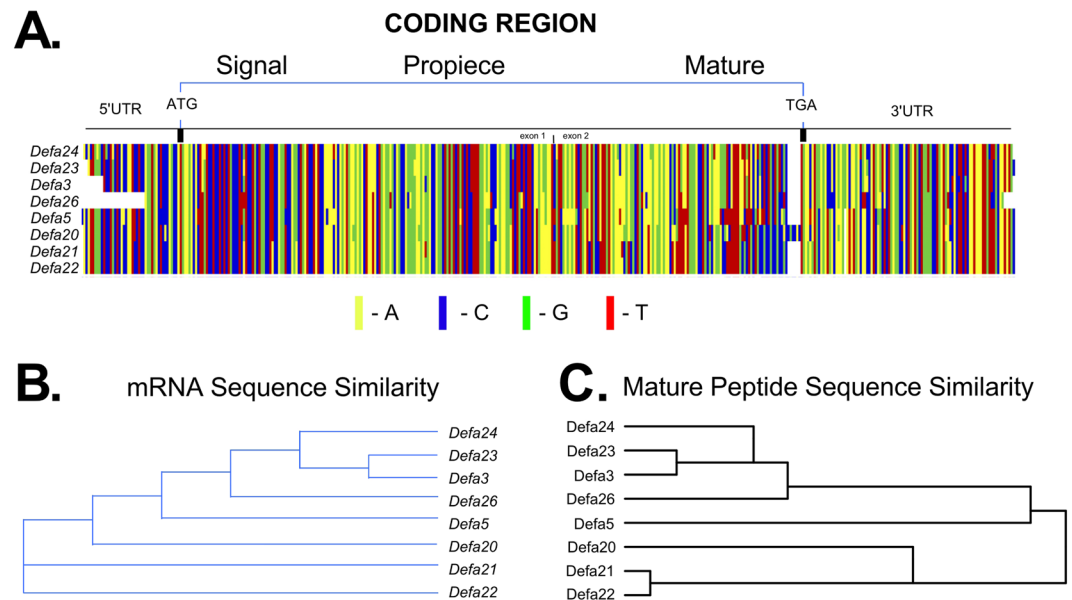 A.
CODING REGION
Signal Propiece Mature
5'UTR ATG TGA 3'UTR
exon 1 exon 2
Defa24
Defa23
Defa3
Defa26
Defa5
Defa20
Defa21
Defa22
- A - C - G - T
B. mRNA Sequence Similarity
Defa24
Defa23
Defa3
Defa26
Defa5
Defa20
Defa21
Defa22
C. Mature Peptide Sequence Similarity
Defa24
Defa23
Defa3
Defa26
Defa5
Defa20
Defa21
Defa22